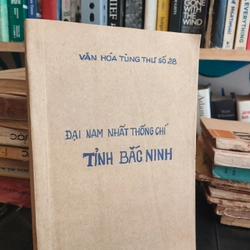 VĂN HÓA TÙNG THƯ SỐ 28
ĐẠI NAM NHẤT THỐNG CHÍ
TỈNH BẮC NINH